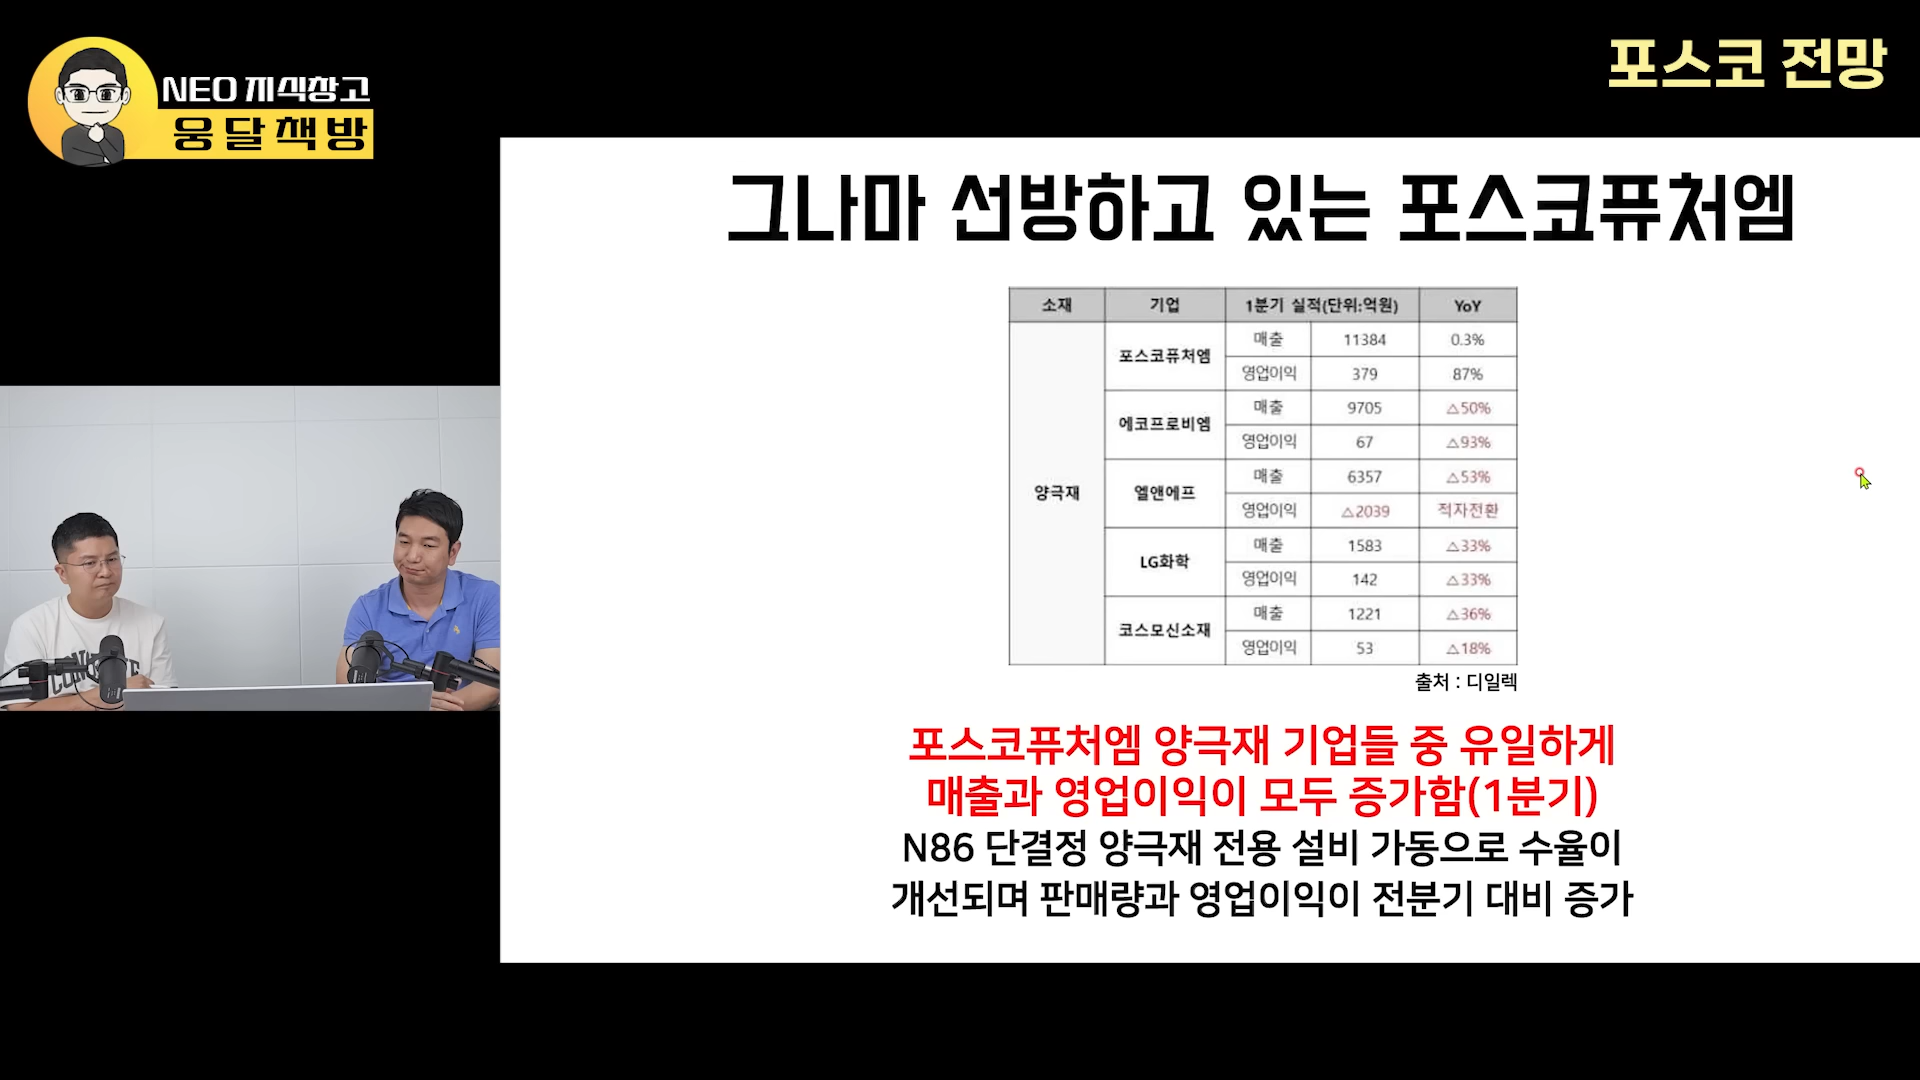 NEO 지식창고
웅달책방
포스코 전망
그나마 선방하고 있는 포스코퓨처엠
소재 기업 1분기 실적(단위:억원) YoY
양극재
포스코퓨처엠 매출 11384 0.3%
영업이익 379 87%
에코프로비엠 매출 9705 △50%
영업이익 67 △93%
엘앤에프 매출 6357 △53%
영업이익 △2039 적자전환
LG화학 매출 1583 △33%
영업이익 142 △33%
코스모신소재 매출 1221 △36%
영업이익 53 △18%
출처 : 디일렉
포스코퓨처엠 양극재 기업들 중 유일하게
매출과 영업이익이 모두 증가함(1분기)
N86 단결정 양극재 전용 설비 가동으로 수율이
개선되며 판매량과 영업이익이 전분기 대비 증가